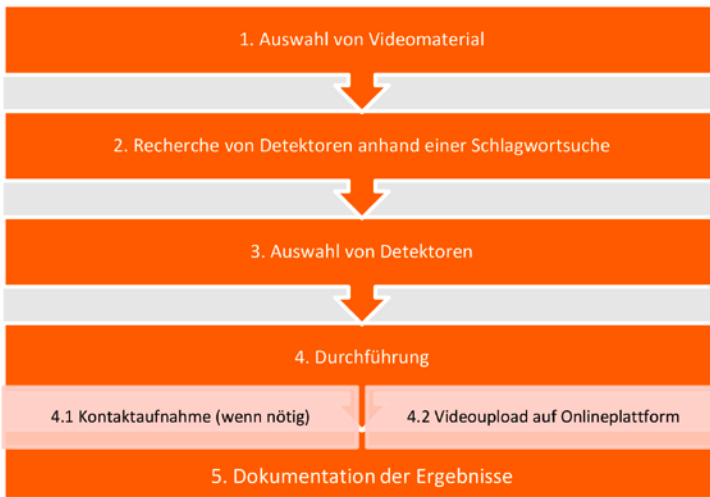 1. Auswahl von Videomaterial
2. Recherche von Detektoren anhand einer Schlagwortsuche
3. Auswahl von Detektoren
4. Durchführung
4.1 Kontaktaufnahme (wenn nötig)
4.2 Videoupload auf Onlineplattform
5. Dokumentation der Ergebnisse